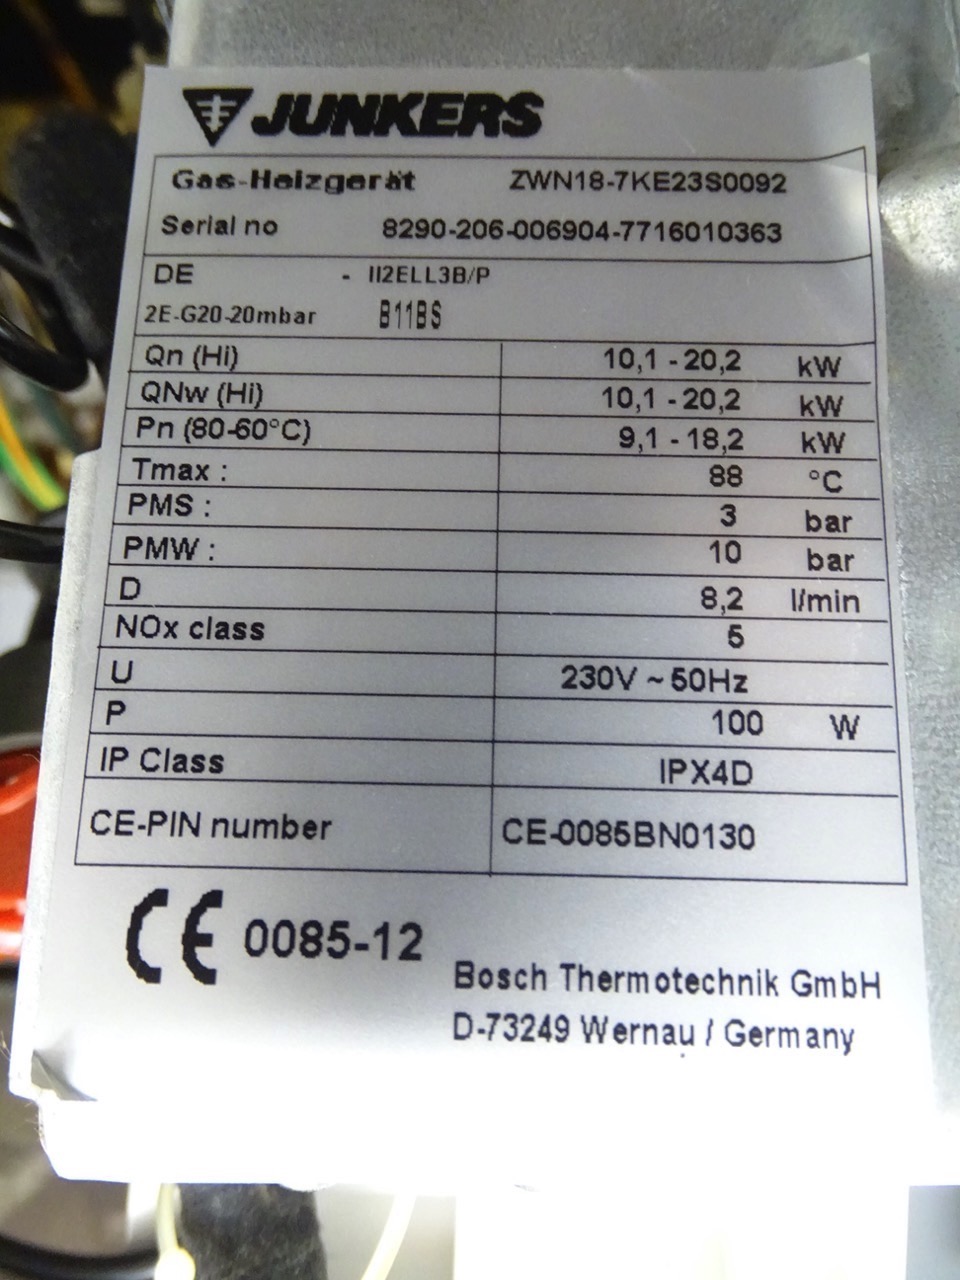 JUNKERS
Gas-Heizgerät ZWN18-7KE23S0092
Serial no 8290-206-006904-7716010363
DE - II2ELL3B/P
2E-G20-20mbar B11BS
Qn (Hi) 10,1 - 20,2 kW
QNw (Hi) 10,1 - 20,2 kW
Pn (80-60°C) 9,1 - 18,2 kW
Tmax : 88 °C
PMS : 3 bar
PMW : 10 bar
D 8,2 l/min
NOx class 5
U 230V ~ 50Hz
P 100 W
IP Class IPX4D
CE-PIN number CE-0085BN0130
CE 0085-12
Bosch Thermotechnik GmbH
D-73249 Wernau / Germany